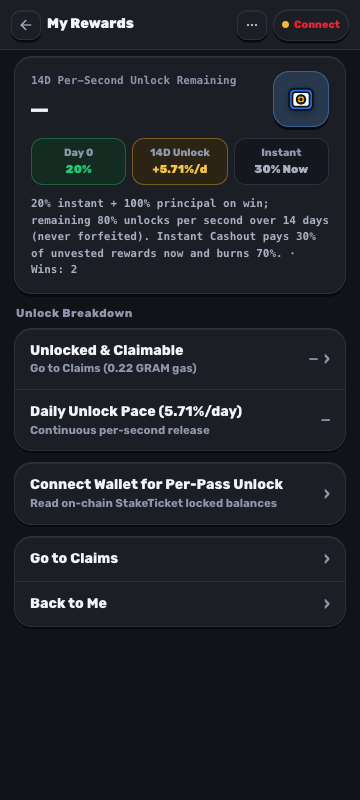 My Rewards
Connect
14D Per-Second Unlock Remaining
—
Day 0
20%
14D Unlock
+5.71%/d
Instant
30% Now
20% instant + 100% principal on win;
remaining 80% unlocks per second over 14 days
(never forfeited). Instant Cashout pays 30%
of unvested rewards now and burns 70%. ·
Wins: 2
Unlock Breakdown
Unlocked & Claimable
— ›
Go to Claims (0.22 GRAM gas)
Daily Unlock Pace (5.71%/day)
—
Continuous per-second release
Connect Wallet for Per-Pass Unlock
›
Read on-chain StakeTicket locked balances
Go to Claims ›
Back to Me ›